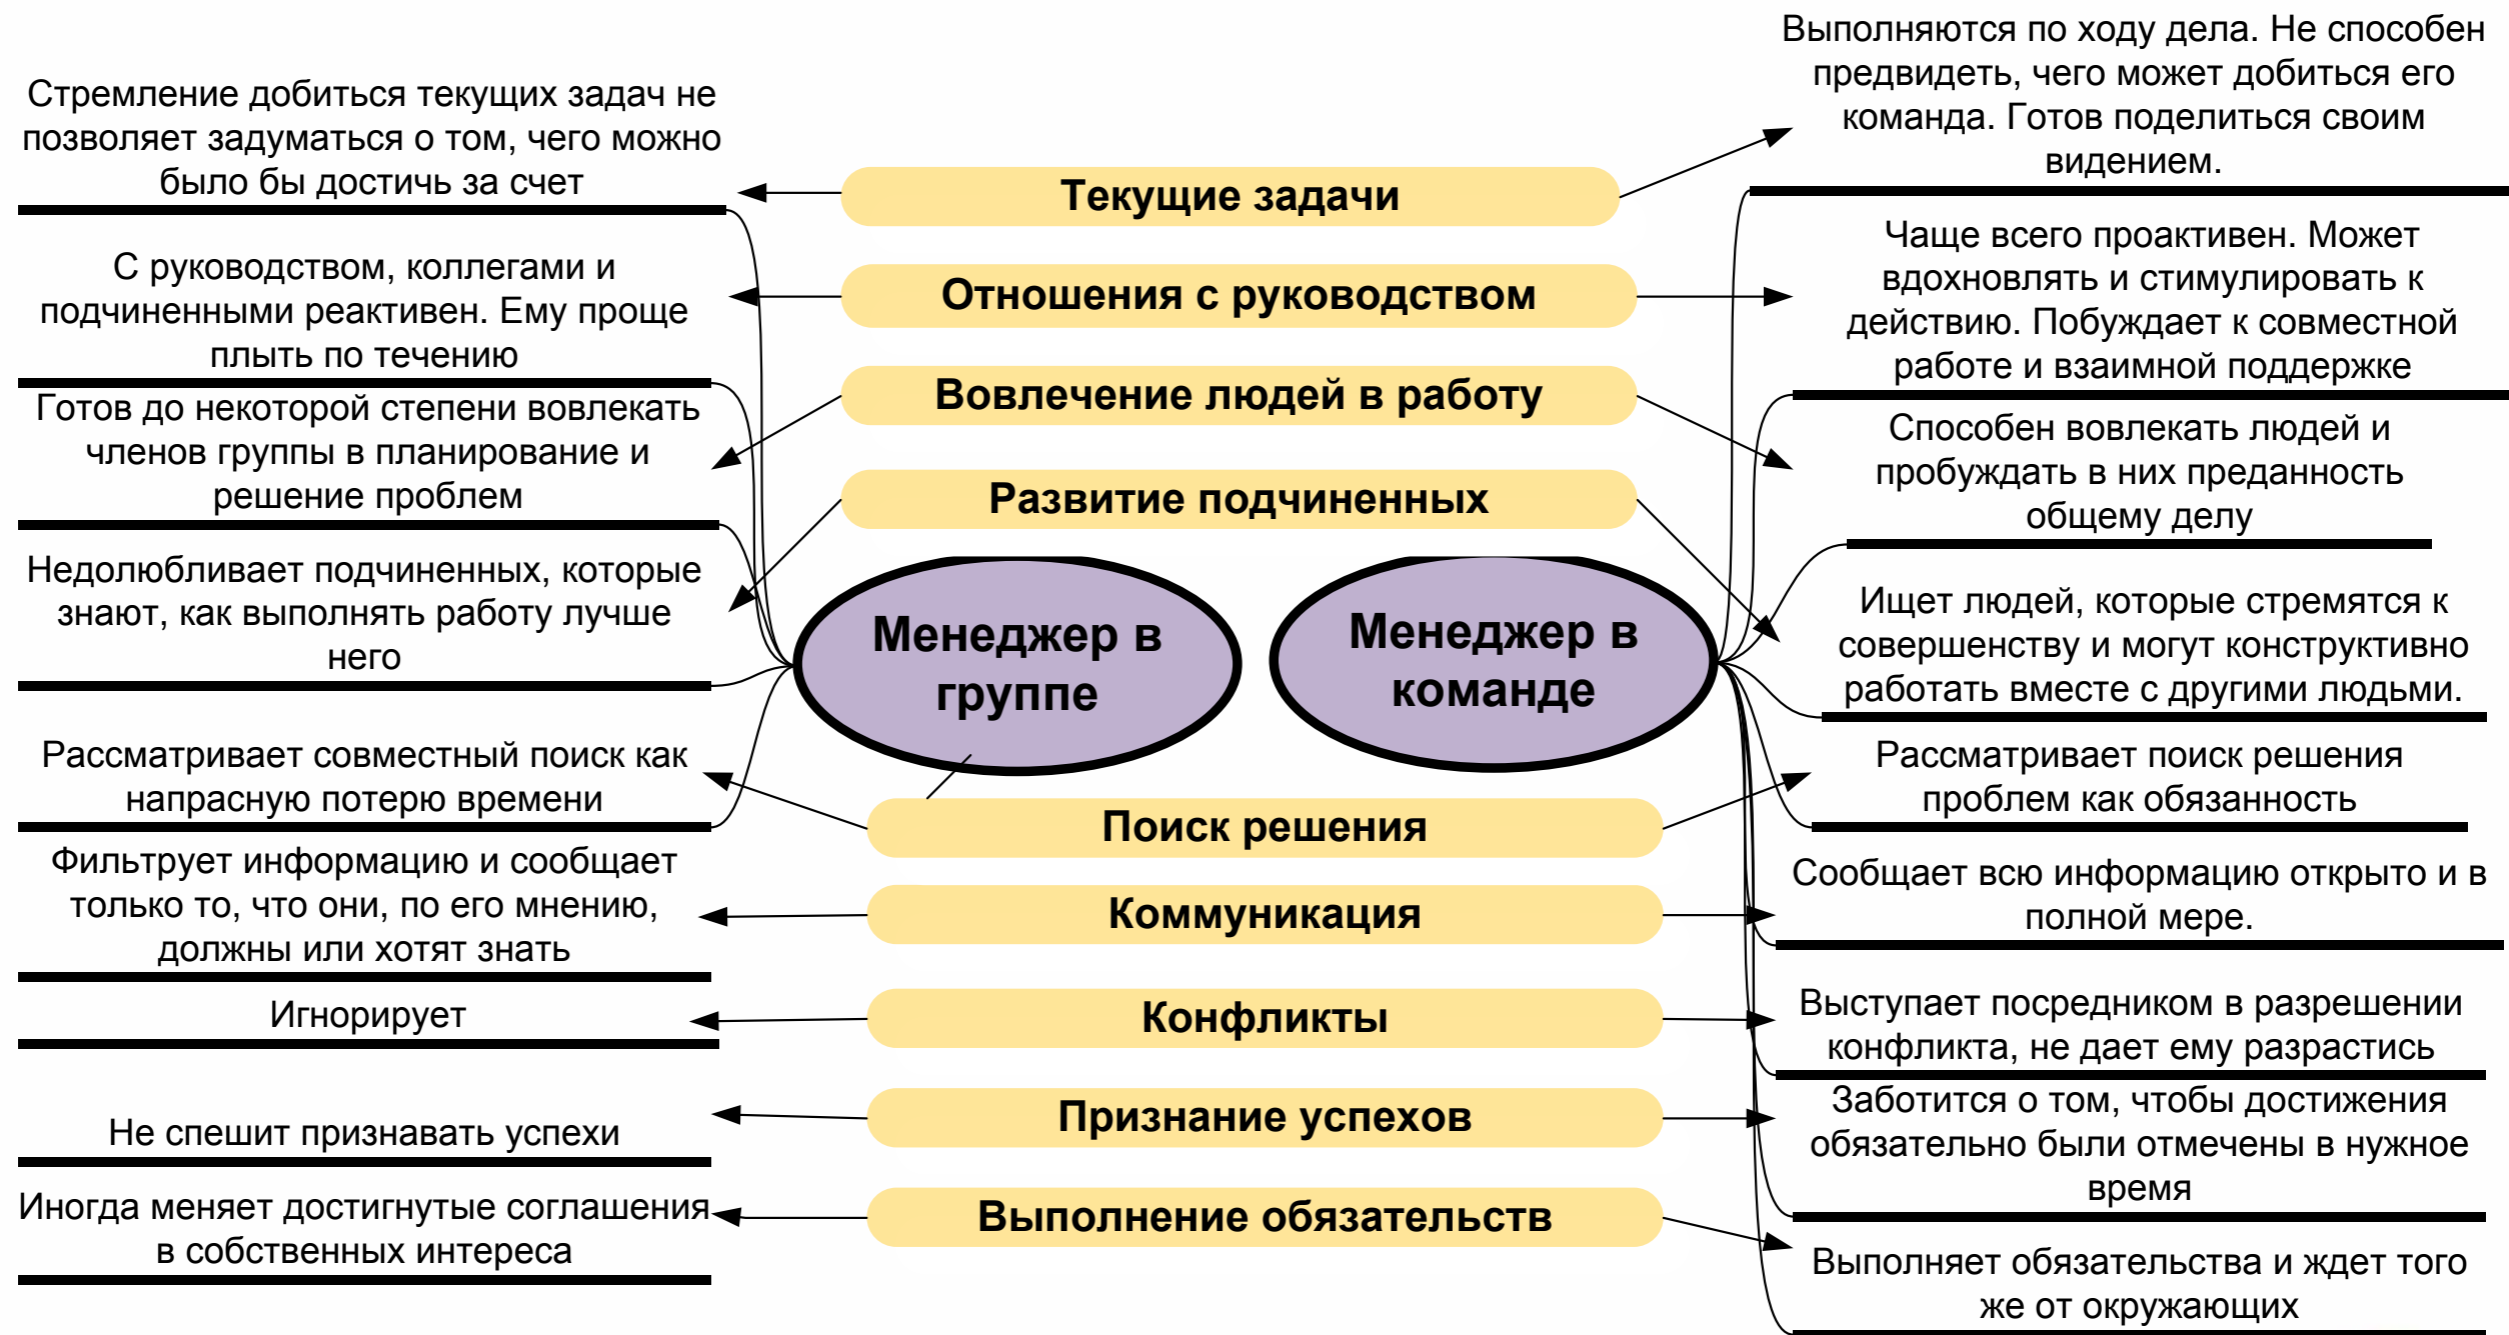 Стремление добиться текущих задач не
позволяет задуматься о том, чего можно
было бы достичь за счет
С руководством, коллегами и
подчиненными реактивен. Ему проще
плыть по течению
Готов до некоторой степени вовлекать
членов группы в планирование и
решение проблем
Недолюбливает подчиненных, которые
знают, как выполнять работу лучше
него
Рассматривает совместный поиск как
напрасную потерю времени
Фильтрует информацию и сообщает
только то, что они, по его мнению,
должны или хотят знать
Игнорирует
Не спешит признавать успехи
Иногда меняет достигнутые соглашения
в собственных интереса
Текущие задачи
Отношения с руководством
Вовлечение людей в работу
Развитие подчиненных
Менеджер в
группе
Менеджер в
команде
Поиск решения
Коммуникация
Конфликты
Признание успехов
Выполнение обязательств
Выполняются по ходу дела. Не способен
предвидеть, чего может добиться его
команда. Готов поделиться своим
видением.
Чаще всего проактивен. Может
вдохновлять и стимулировать к
действию. Побуждает к совместной
работе и взаимной поддержке
Способен вовлекать людей и
пробуждать в них преданность
общему делу
Ищет людей, которые стремятся к
совершенству и могут конструктивно
работать вместе с другими людьми.
Рассматривает поиск решения
проблем как обязанность
Сообщает всю информацию открыто и в
полной мере.
Выступает посредником в разрешении
конфликта, не дает ему разрастись
Заботится о том, чтобы достижения
обязательно были отмечены в нужное
время
Выполняет обязательства и ждет того
же от окружающих